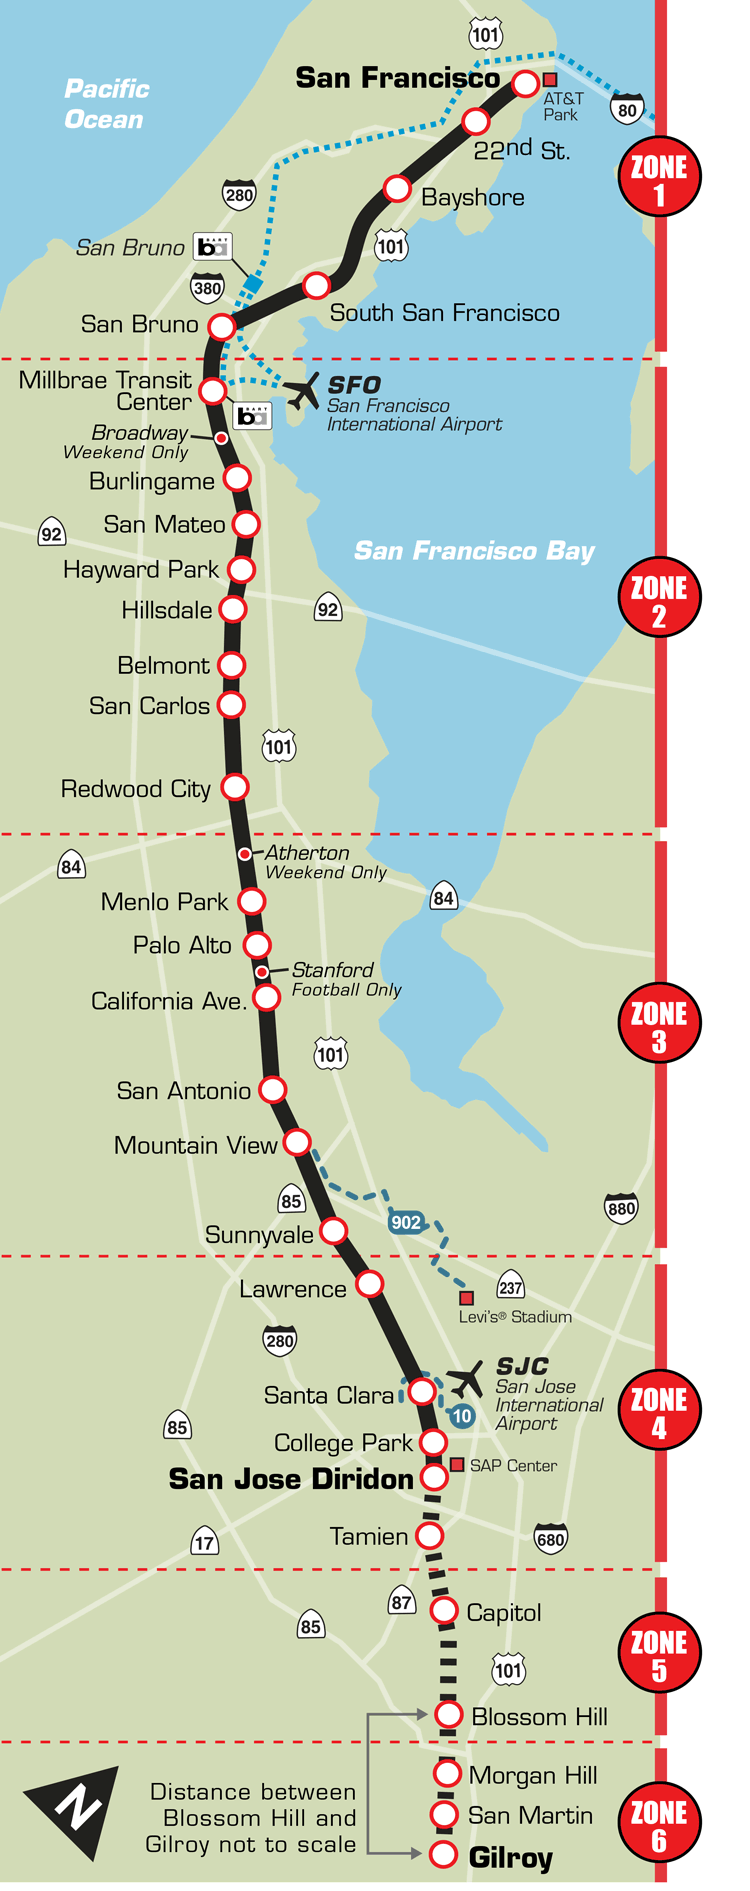 101
San Francisco
Pacific
Ocean
AT&T
Park
80
22nd St.
ZONE
1
280
Bayshore
101
San Bruno
BART
ba
380
South San Francisco
San Bruno
Millbrae Transit
Center
SFO
San Francisco
International Airport
BART
ba
Broadway
Weekend Only
Burlingame
San Mateo
92
San Francisco Bay
Hayward Park
ZONE
2
Hillsdale
92
Belmont
San Carlos
101
Redwood City
Atherton
Weekend Only
84
Menlo Park
84
Palo Alto
Stanford
Football Only
California Ave.
ZONE
3
101
San Antonio
Mountain View
85
880
902
Sunnyvale
Lawrence
237
Levi's® Stadium
280
SJC
San Jose
International
Airport
Santa Clara
10
ZONE
4
85
College Park
SAP Center
San Jose Diridon
Tamien
17
680
87
Capitol
85
ZONE
5
101
Blossom Hill
Morgan Hill
N
Distance between
Blossom Hill and
Gilroy not to scale
San Martin
ZONE
6
Gilroy